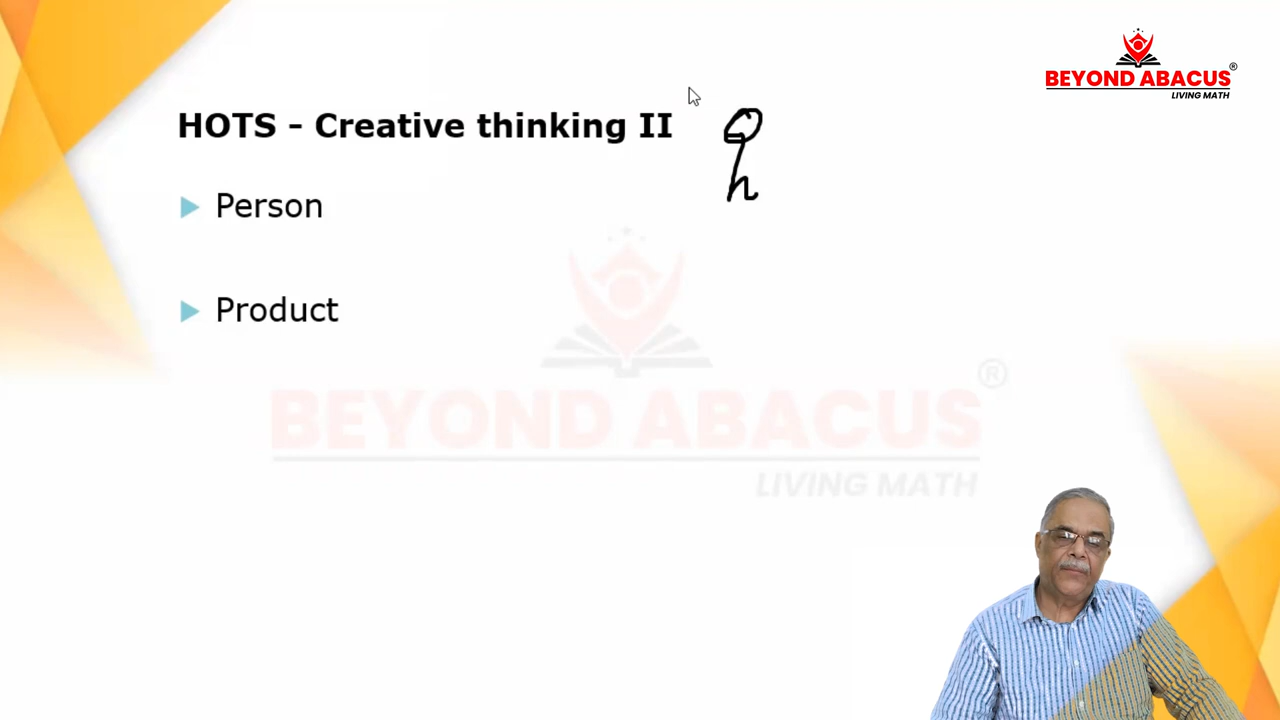 BEYOND ABACUS®
LIVING MATH
HOTS - Creative thinking II
Person
Product
BEYOND ABACUS®
LIVING MATH